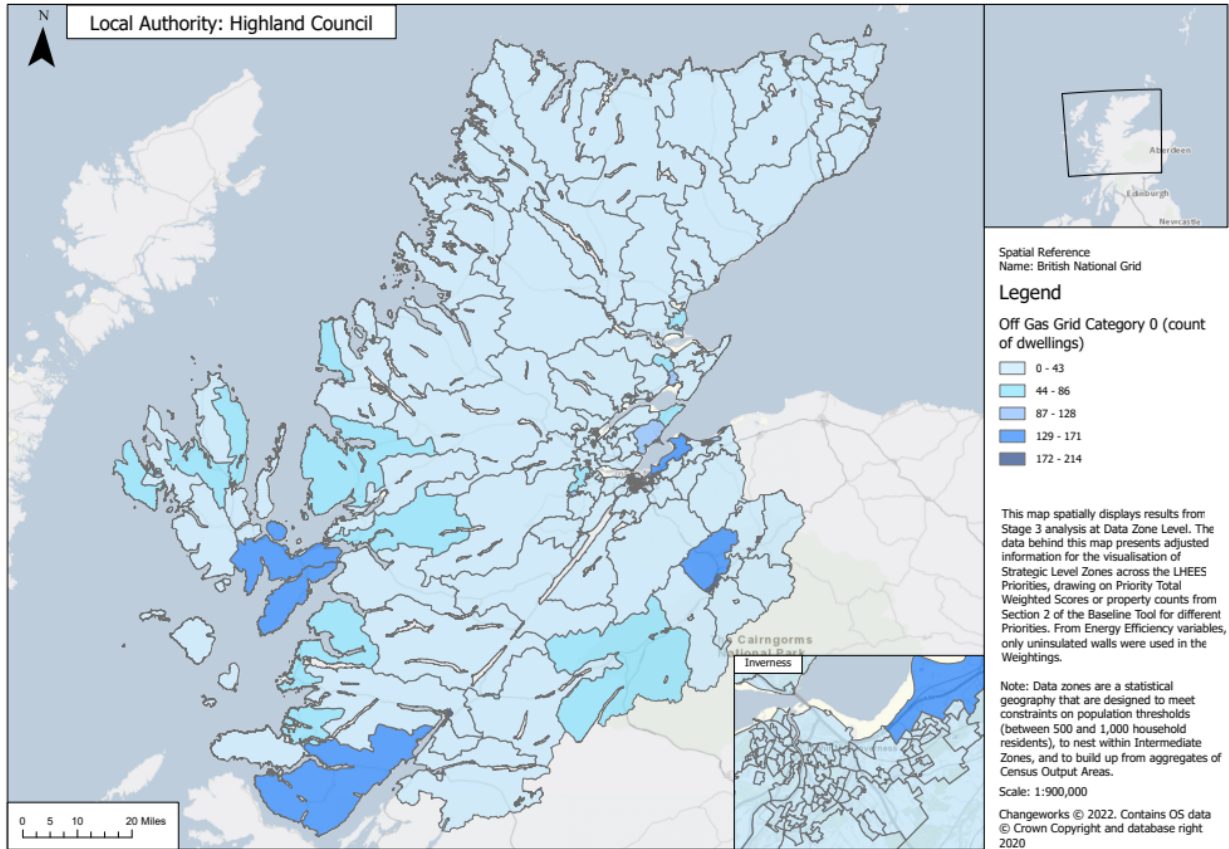 N
Local Authority: Highland Council
Aberdeen
Edinburgh
Newcastle
Spatial Reference
Name: British National Grid
Legend
Off Gas Grid Category 0 (count
of dwellings)
0 - 43
44 - 86
87 - 128
129 - 171
172 - 214
This map spatially displays results from
Stage 3 analysis at Data Zone Level. The
data behind this map presents adjusted
information for the visualisation of
Strategic Level Zones across the LHEES
Priorities, drawing on Priority Total
Weighted Scores or property counts from
Section 2 of the Baseline Tool for different
Priorities. From Energy Efficiency variables,
only uninsulated walls were used in the
Weightings.
Note: Data zones are a statistical
geography that are designed to meet
constraints on population thresholds
(between 500 and 1,000 household
residents), to nest within Intermediate
Zones, and to build up from aggregates of
Census Output Areas.
Scale: 1:900,000
Changeworks © 2022. Contains OS data
© Crown Copyright and database right
2020
The Cairngorms
National Park
Inverness
0 5 10 20 Miles